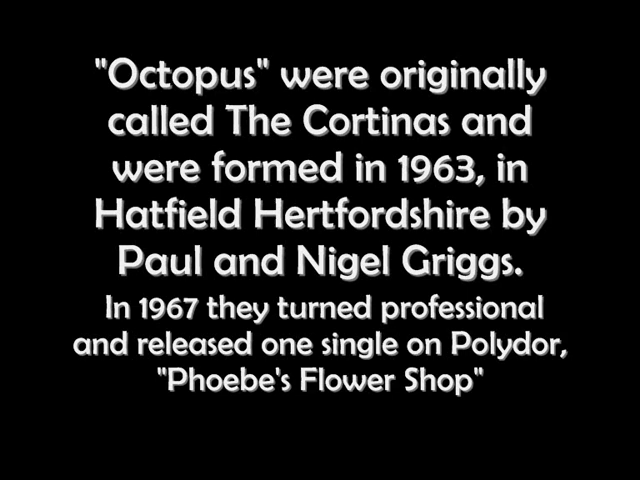 "Octopus" were originally
called The Cortinas and
were formed in 1963, in
Hatfield Hertfordshire by
Paul and Nigel Griggs.
In 1967 they turned professional
and released one single on Polydor,
"Phoebe's Flower Shop"